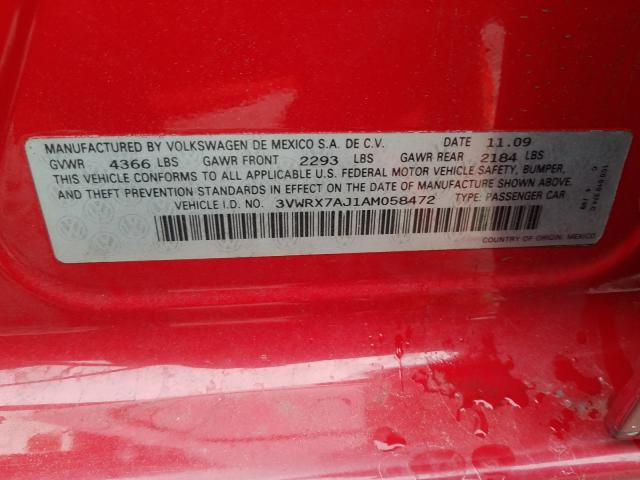 MANUFACTURED BY VOLKSWAGEN DE MEXICO S.A. DE C.V. DATE 11.09
GVWR 4366 LBS GAWR FRONT 2293 LBS GAWR REAR 2184 LBS
THIS VEHICLE CONFORMS TO ALL APPLICABLE U.S. FEDERAL MOTOR VEHICLE SAFETY, BUMPER,
AND THEFT PREVENTION STANDARDS IN EFFECT ON THE DATE OF MANUFACTURE SHOWN ABOVE.
VEHICLE I.D. NO. 3VWRX7AJ1AM058472 TYPE: PASSENGER CAR
COUNTRY OF ORIGIN: MEXICO